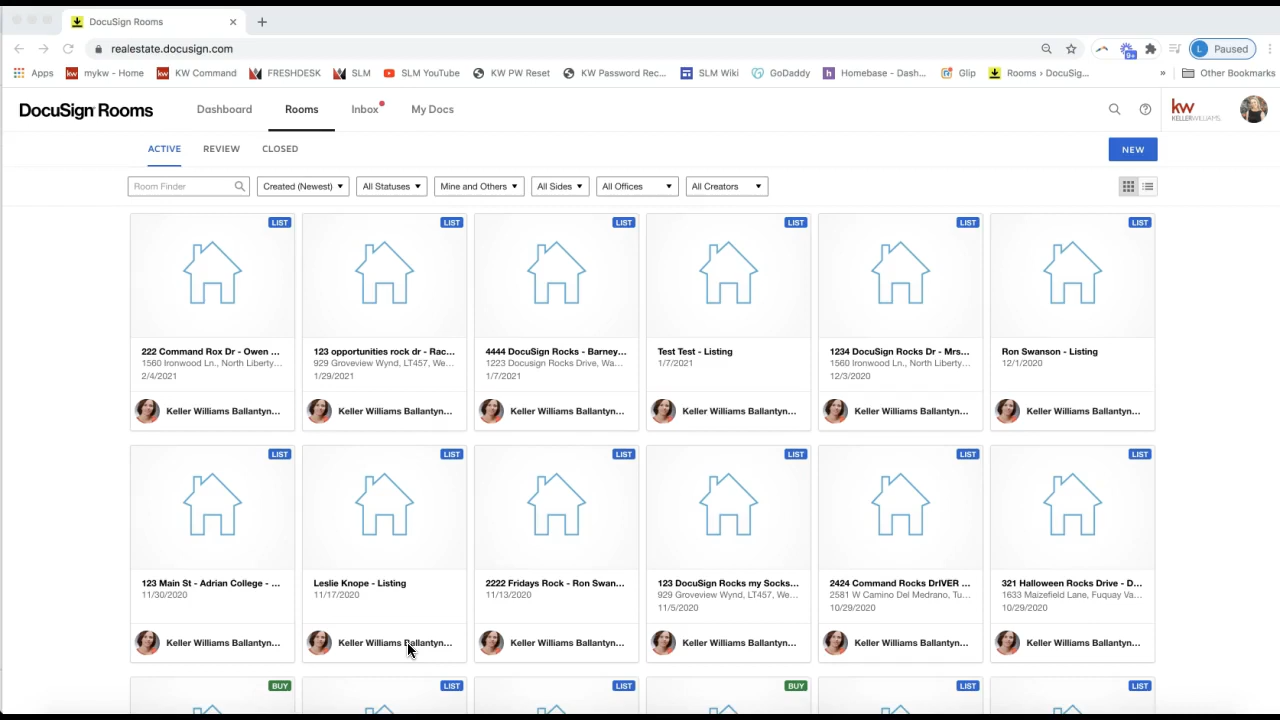 DocuSign Rooms
realestate.docusign.com
L Paused
Apps mykw - Home KW Command FRESHDESK SLM SLM YouTube KW PW Reset KW Password Rec... SLM Wiki GoDaddy Homebase - Dash... Glip Rooms › DocuSig... » Other Bookmarks
9+
DocuSign Rooms Dashboard Rooms Inbox My Docs kw
KELLERWILLIAMS.
ACTIVE REVIEW CLOSED NEW
Room Finder Created (Newest) All Statuses Mine and Others All Sides All Offices All Creators
LIST LIST LIST LIST LIST LIST
222 Command Rox Dr - Owen ... 123 opportunities rock dr - Rac... 4444 DocuSign Rocks - Barney... Test Test - Listing 1234 DocuSign Rocks Dr - Mrs... Ron Swanson - Listing
1560 Ironwood Ln., North Liberty... 929 Groveview Wynd, LT457, We... 1223 Docusign Rocks Drive, Wa... 1/7/2021 1560 Ironwood Ln., North Liberty... 12/1/2020
2/4/2021 1/29/2021 1/7/2021 12/3/2020
Keller Williams Ballantyn... Keller Williams Ballantyn... Keller Williams Ballantyn... Keller Williams Ballantyn... Keller Williams Ballantyn... Keller Williams Ballantyn...
LIST LIST LIST LIST LIST LIST
123 Main St - Adrian College - ... Leslie Knope - Listing 2222 Fridays Rock - Ron Swan... 123 DocuSign Rocks my Socks... 2424 Command Rocks DrIVER ... 321 Halloween Rocks Drive - D...
11/30/2020 11/17/2020 11/13/2020 929 Groveview Wynd, LT457, We... 2581 W Camino Del Medrano, Tu... 1633 Maizefield Lane, Fuquay Va...
11/5/2020 10/29/2020 10/29/2020
Keller Williams Ballantyn... Keller Williams Ballantyn... Keller Williams Ballantyn... Keller Williams Ballantyn... Keller Williams Ballantyn... Keller Williams Ballantyn...
BUY LIST LIST BUY LIST LIST